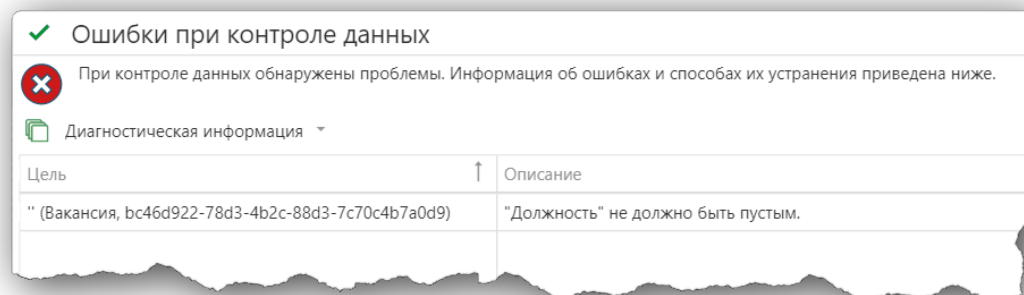 Ошибки при контроле данных
При контроле данных обнаружены проблемы. Информация об ошибках и способах их устранения приведена ниже.
Диагностическая информация
Цель Описание
'' (Вакансия, bc46d922-78d3-4b2c-88d3-7c70c4b7a0d9) "Должность" не должно быть пустым.